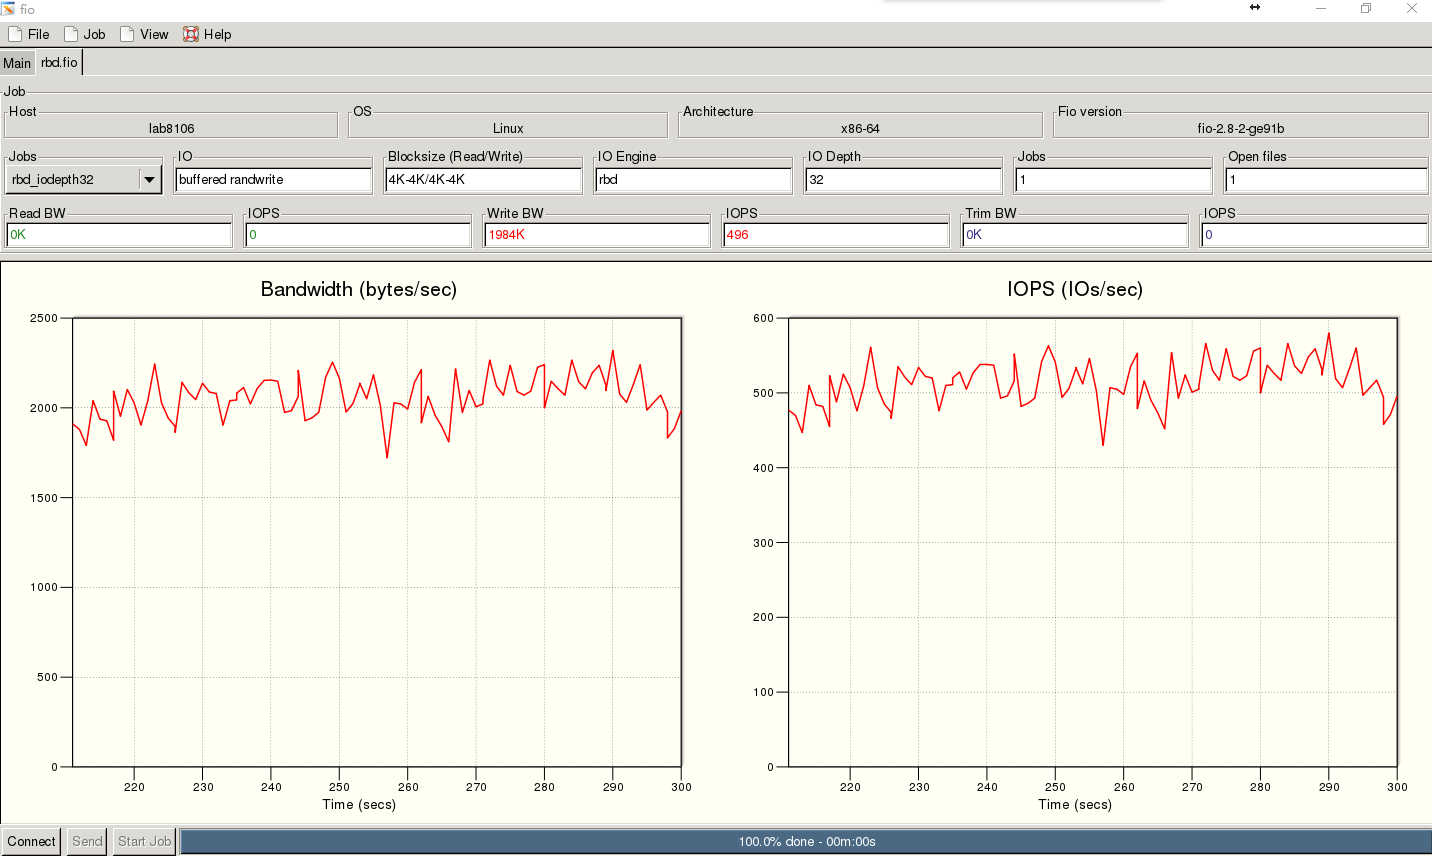 fio
File Job View Help
Main rbd.fio
Job
Host OS Architecture Fio version
lab8106 Linux x86-64 fio-2.8-2-ge91b
Jobs IO Blocksize (Read/Write) IO Engine IO Depth Jobs Open files
rbd_iodepth32 buffered randwrite 4K-4K/4K-4K rbd 32 1 1
Read BW IOPS Write BW IOPS Trim BW IOPS
0K 0 1984K 496 0K 0
Bandwidth (bytes/sec)
2500
2000
1500
1000
500
0
220 230 240 250 260 270 280 290 300
Time (secs)
IOPS (IOs/sec)
600
500
400
300
200
100
0
220 230 240 250 260 270 280 290 300
Time (secs)
Connect Send Start Job 100.0% done - 00m:00s